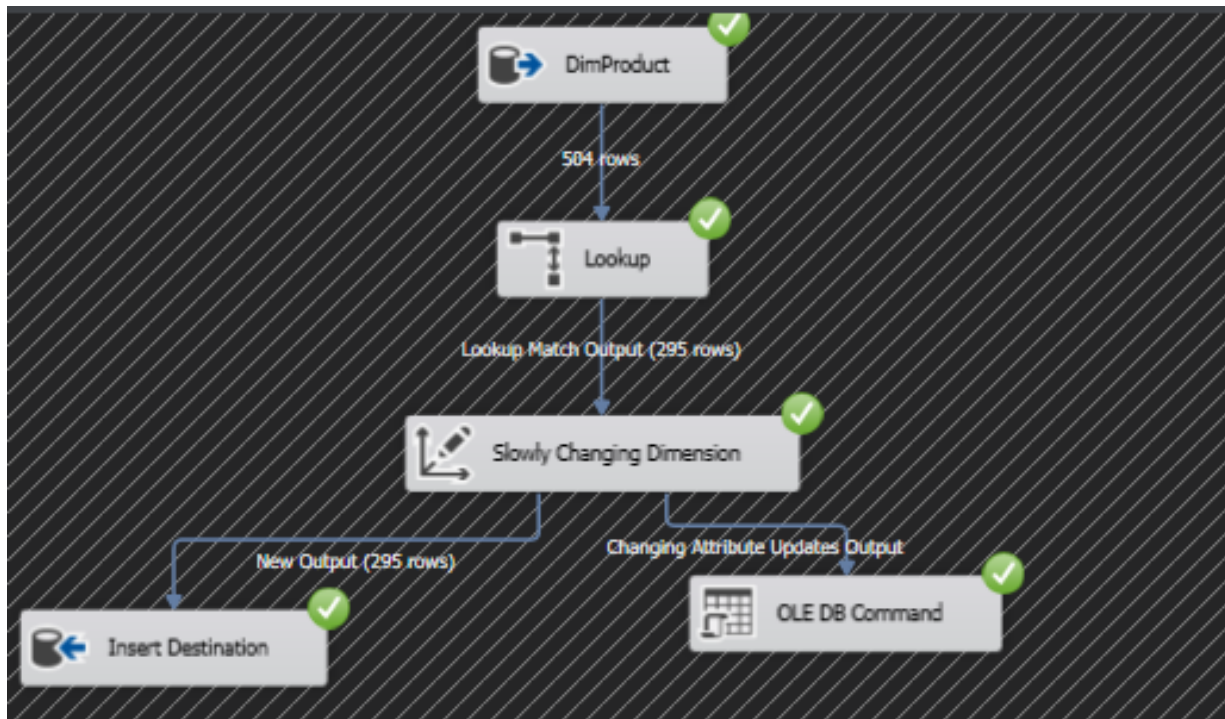 DimProduct
504 rows
Lookup
Lookup Match Output (295 rows)
Slowly Changing Dimension
New Output (295 rows)
Changing Attribute Updates Output
Insert Destination
OLE DB Command